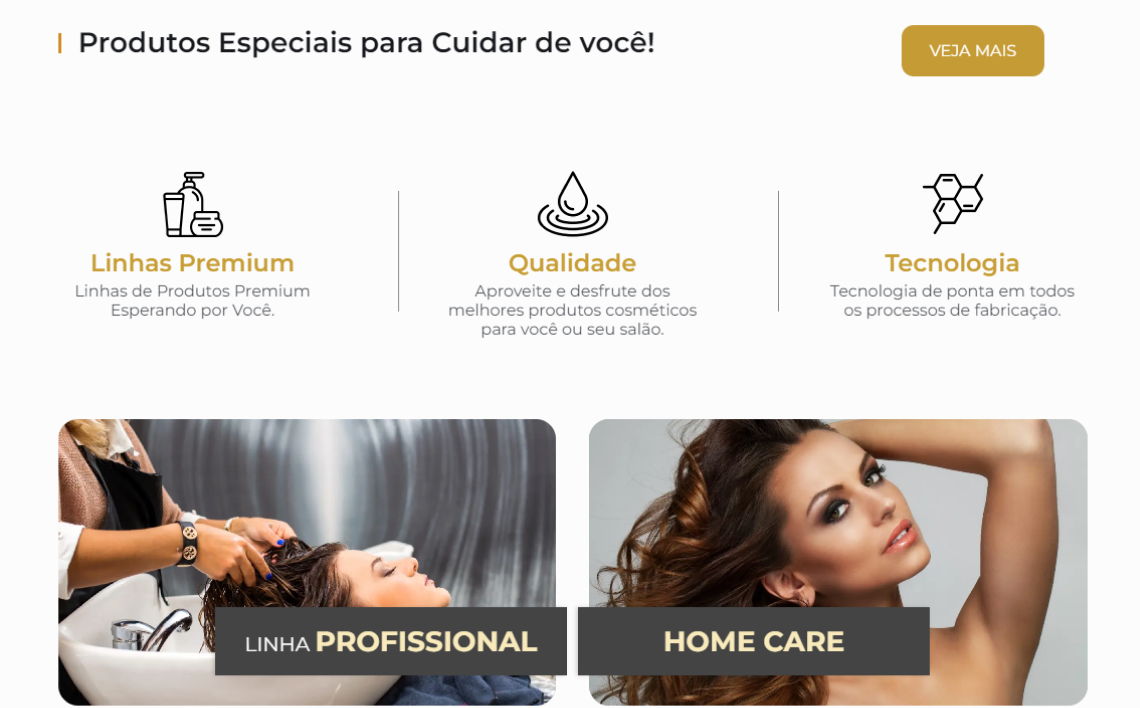 Produtos Especiais para Cuidar de você!
VEJA MAIS
Linhas Premium
Linhas de Produtos Premium
Esperando por Você.
Qualidade
Aproveite e desfrute dos
melhores produtos cosméticos
para você ou seu salão.
Tecnologia
Tecnologia de ponta em todos
os processos de fabricação.
LINHA PROFISSIONAL
HOME CARE